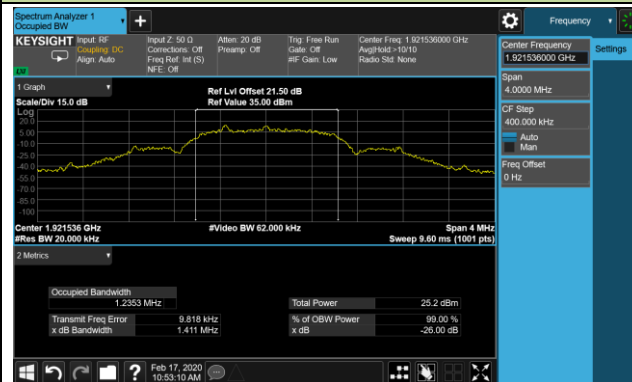 Spectrum Analyzer 1
Occupied BW
Frequency
KEYSIGHT
Input: RF
Coupling: DC
Align: Auto
Input Z: 50 Ω
Corrections: Off
Freq Ref: Int (S)
NFE: Off
Atten: 20 dB
Preamp: Off
Trig: Free Run
Gate: Off
#IF Gain: Low
Center Freq: 1.921536000 GHz
Avg|Hold:>10/10
Radio Std: None
Center Frequency
1.921536000 GHz
Settings
Span
4.0000 MHz
CF Step
400.000 kHz
Auto
Man
Freq Offset
0 Hz
1 Graph
Scale/Div 15.0 dB
Ref Lvl Offset 21.50 dB
Ref Value 35.00 dBm
Log
20.0
5.00
-10.0
-25.0
-40.0
-55.0
-70.0
-85.0
-100
Center 1.921536 GHz
#Res BW 20.000 kHz
#Video BW 62.000 kHz
Span 4 MHz
Sweep 9.60 ms (1001 pts)
2 Metrics
Occupied Bandwidth
1.2353 MHz
Total Power 25.2 dBm
Transmit Freq Error 9.818 kHz
% of OBW Power 99.00 %
x dB Bandwidth 1.411 MHz
x dB -26.00 dB
?
Feb 17, 2020
10:53:10 AM